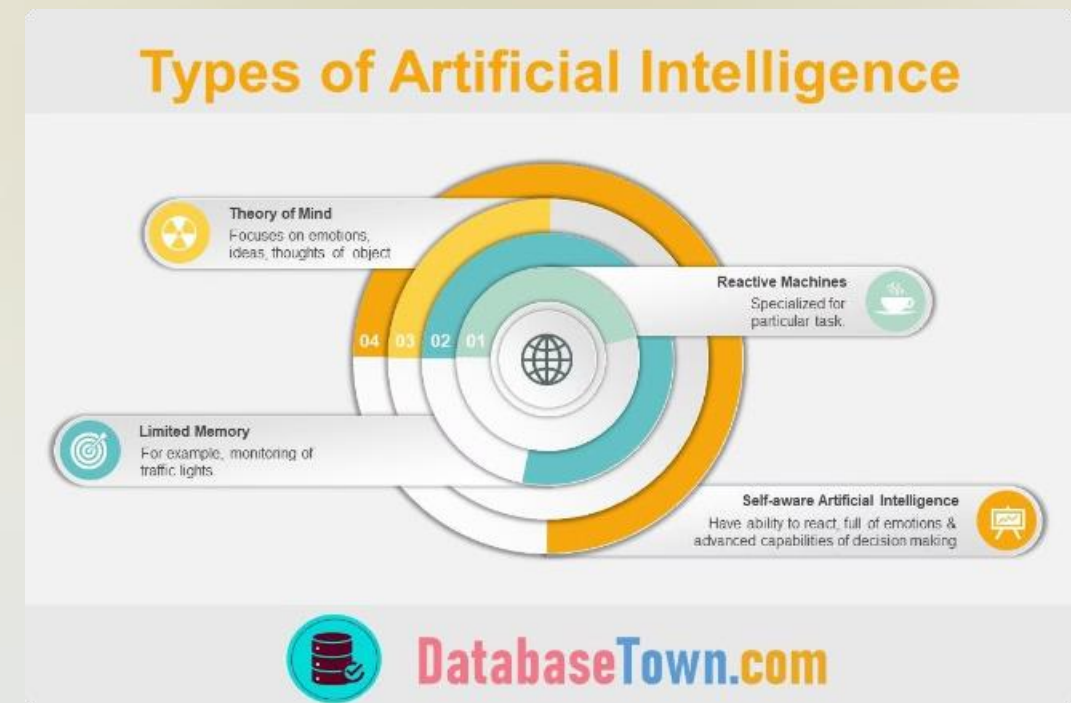 Types of Artificial Intelligence
Theory of Mind
Focuses on emotions,
ideas, thoughts of object
Reactive Machines
Specialized for
particular task.
04 03 02 01
Limited Memory
For example, monitoring of
traffic lights
Self-aware Artificial Intelligence
Have ability to react, full of emotions &
advanced capabilities of decision making
DatabaseTown.com